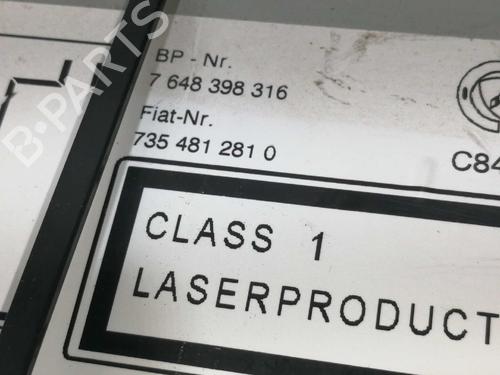 B-PARTS
BP - Nr.
7 648 398 316
Fiat-Nr.
735 481 281 0
C84
CLASS 1
LASERPRODUCT